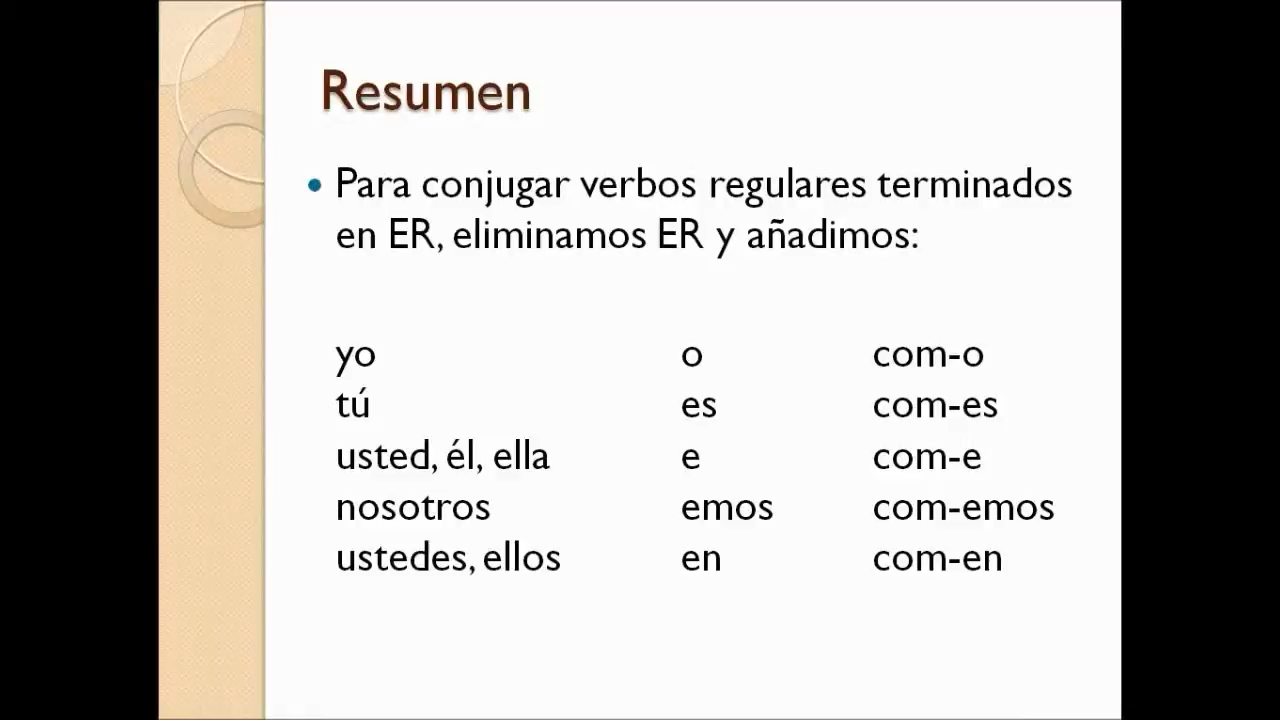 Resumen
• Para conjugar verbos regulares terminados
en ER, eliminamos ER y añadimos:
yo o com-o
tú es com-es
usted, él, ella e com-e
nosotros emos com-emos
ustedes, ellos en com-en